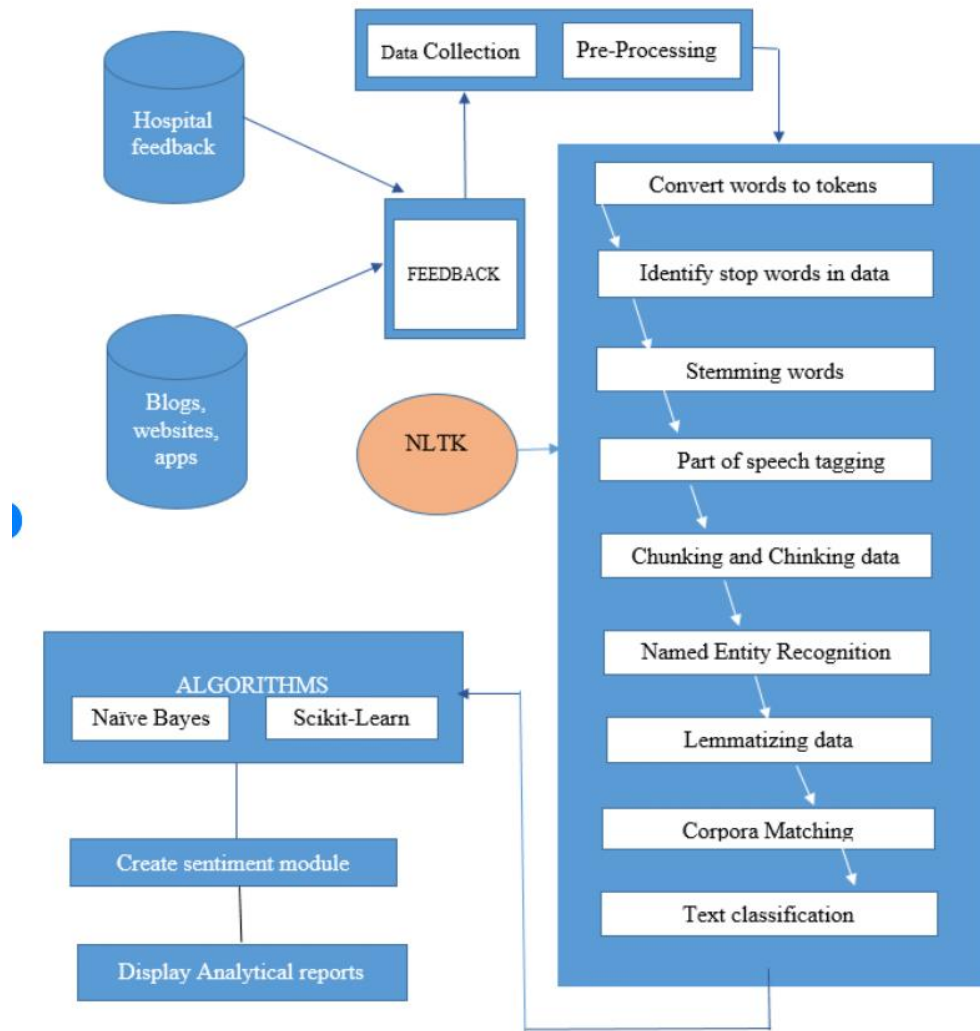 Data Collection
Pre-Processing
Hospital
feedback
Convert words to tokens
FEEDBACK
Identify stop words in data
Stemming words
Blogs,
websites,
apps
NLTK
Part of speech tagging
Chunking and Chinking data
Named Entity Recognition
ALGORITHMS
Naïve Bayes
Scikit-Learn
Lemmatizing data
Corpora Matching
Create sentiment module
Text classification
Display Analytical reports